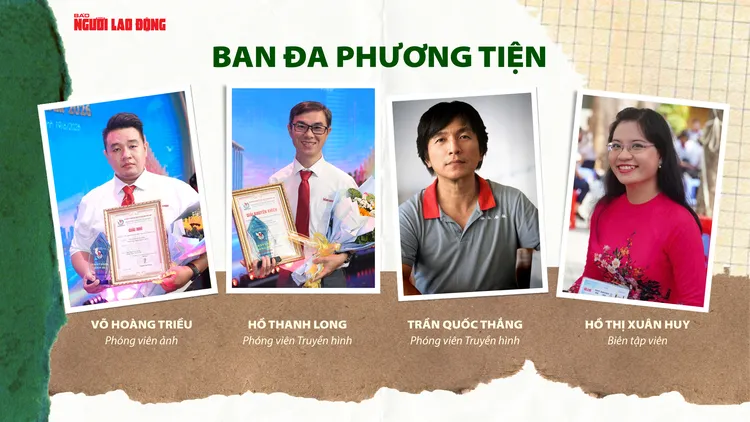 BÁO
NGƯỜI LAO ĐỘNG
BAN ĐA PHƯƠNG TIỆN
VÕ HOÀNG TRIỀU
Phóng viên ảnh
HỒ THANH LONG
Phóng viên Truyền hình
TRẦN QUỐC THẮNG
Phóng viên Truyền hình
HỒ THỊ XUÂN HUY
Biên tập viên